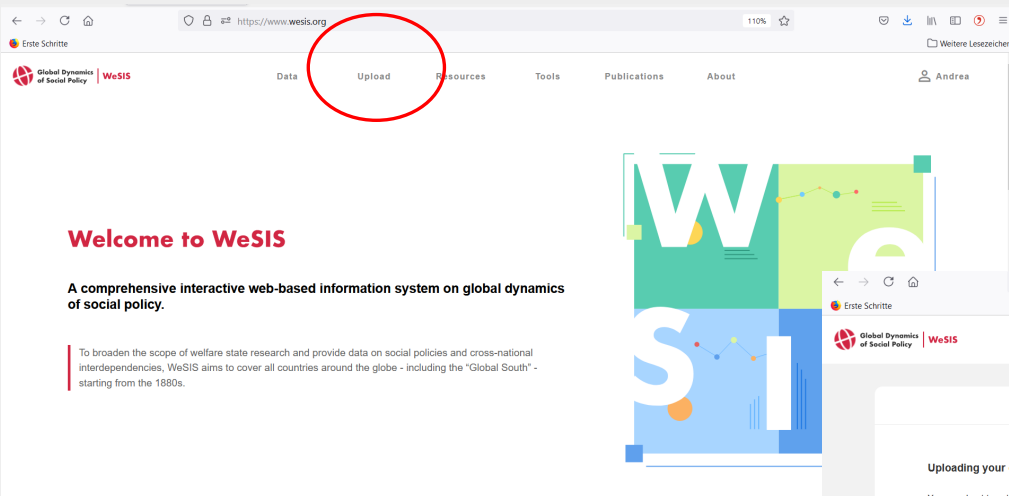 https://www.wesis.org
110%
Erste Schritte
Weitere Lesezeichen
Global Dynamics
of Social Policy
WeSIS
Data
Upload
Resources
Tools
Publications
About
Andrea
We
SI
Welcome to WeSIS
A comprehensive interactive web-based information system on global dynamics
of social policy.
To broaden the scope of welfare state research and provide data on social policies and cross-national
interdependencies, WeSIS aims to cover all countries around the globe - including the “Global South” -
starting from the 1880s.
Erste Schritte
Global Dynamics
of Social Policy
WeSIS
Uploading your